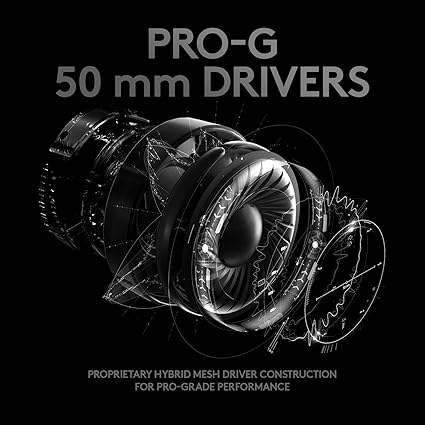 PRO-G
50 mm DRIVERS
PROPRIETARY HYBRID MESH DRIVER CONSTRUCTION
FOR PRO-GRADE PERFORMANCE